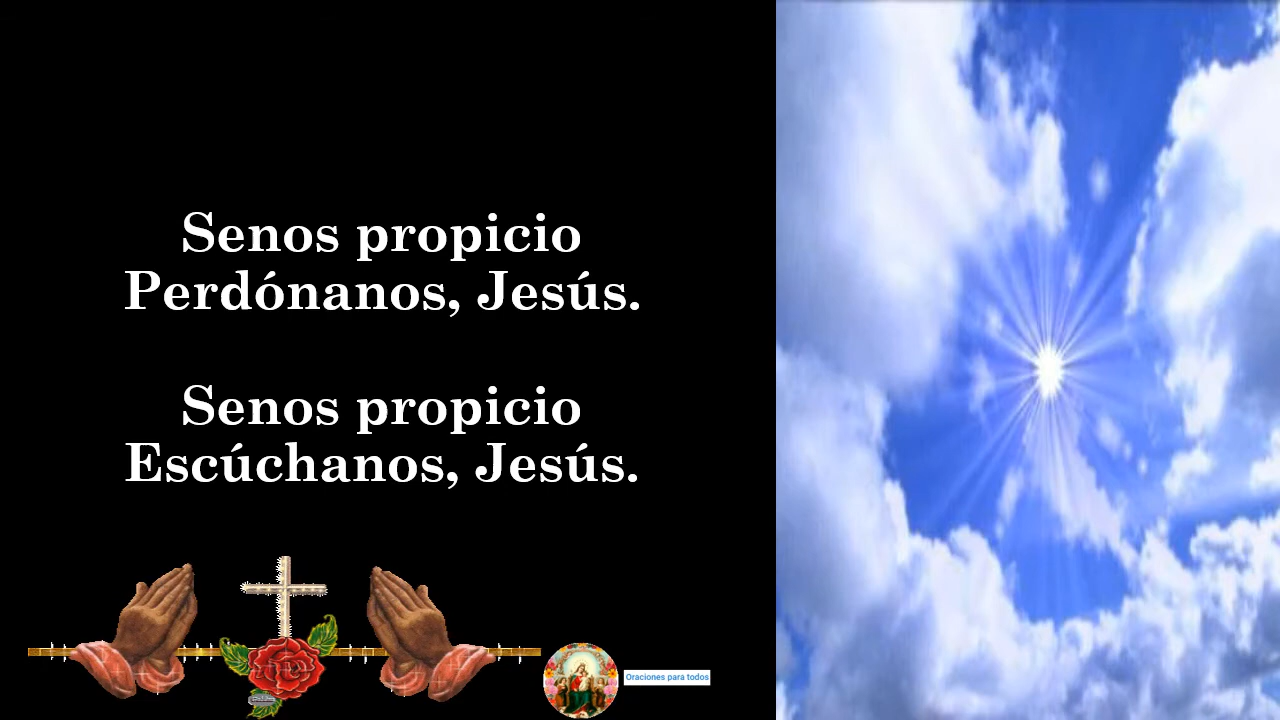 Senos propicio
Perdónanos, Jesús.
Senos propicio
Escúchanos, Jesús.
Oraciones para todos